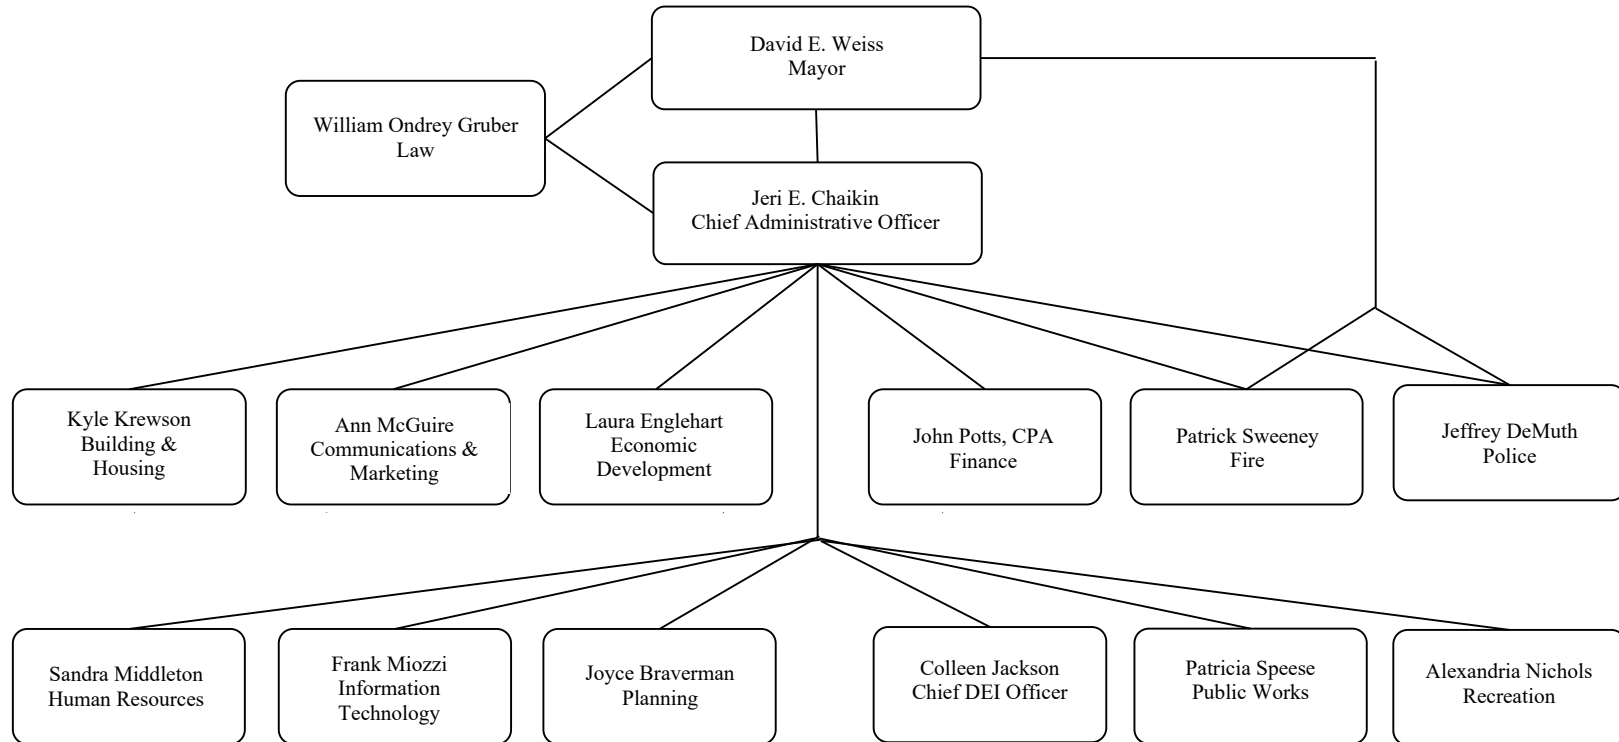 David E. Weiss
Mayor
William Ondrey Gruber
Law
Jeri E. Chaikin
Chief Administrative Officer
Kyle Krewson
Building &
Housing
Ann McGuire
Communications &
Marketing
Laura Englehart
Economic
Development
John Potts, CPA
Finance
Patrick Sweeney
Fire
Jeffrey DeMuth
Police
Sandra Middleton
Human Resources
Frank Miozzi
Information
Technology
Joyce Braverman
Planning
Colleen Jackson
Chief DEI Officer
Patricia Speese
Public Works
Alexandria Nichols
Recreation